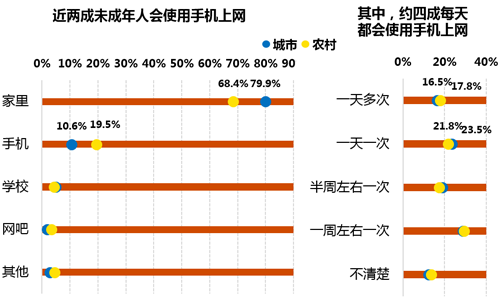 近两成未成年人会使用手机上网
其中，约四成每天
都会使用手机上网
城市 农村
0% 10% 20% 30% 40% 50% 60% 70% 80% 90
68.4% 79.9%
家里
10.6% 19.5%
手机
学校
网吧
其他
0% 20% 40%
16.5% 17.8%
一天多次
21.8% 23.5%
一天一次
半周左右一次
一周左右一次
不清楚